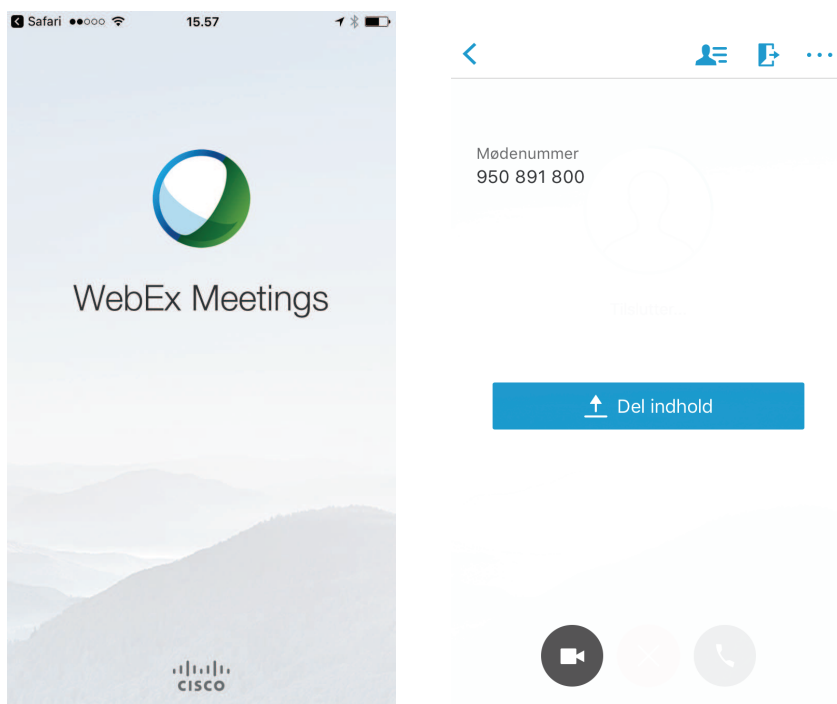 Safari
15.57
WebEx Meetings
CISCO
Mødenummer
950 891 800
Del indhold